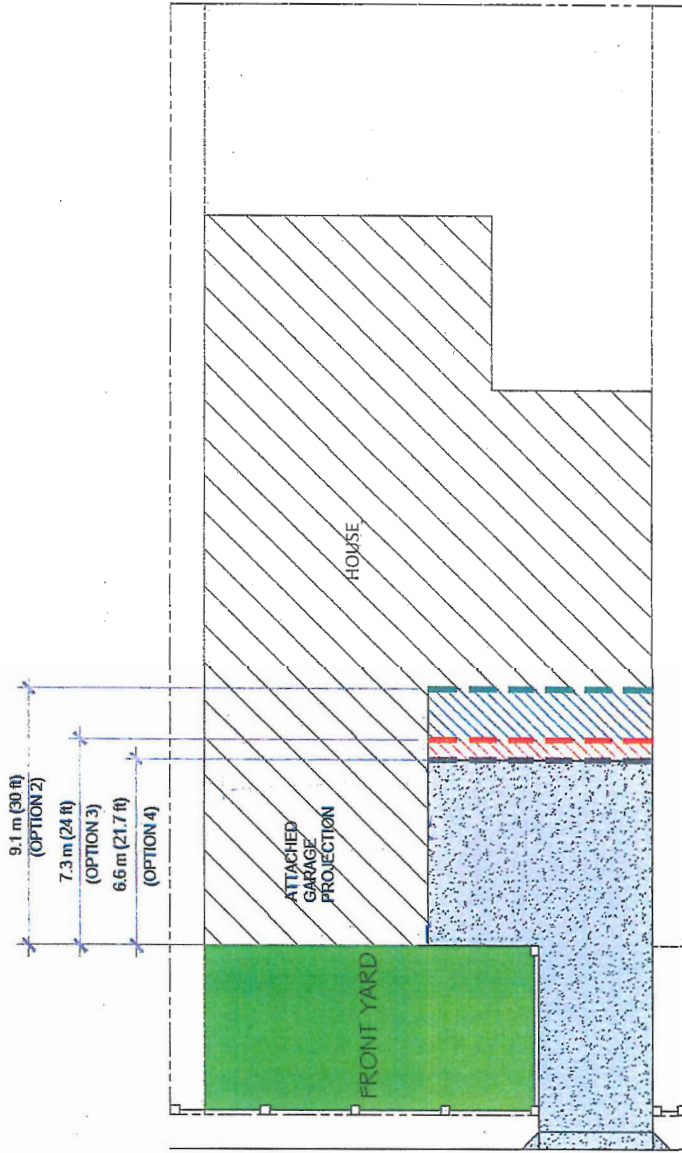 9.1 m (30 ft)
(OPTION 2)
7.3 m (24 ft)
(OPTION 3)
6.6 m (21.7 ft)
(OPTION 4)
HOUSE
ATTACHED
GARAGE
PROJECTION
FRONT YARD